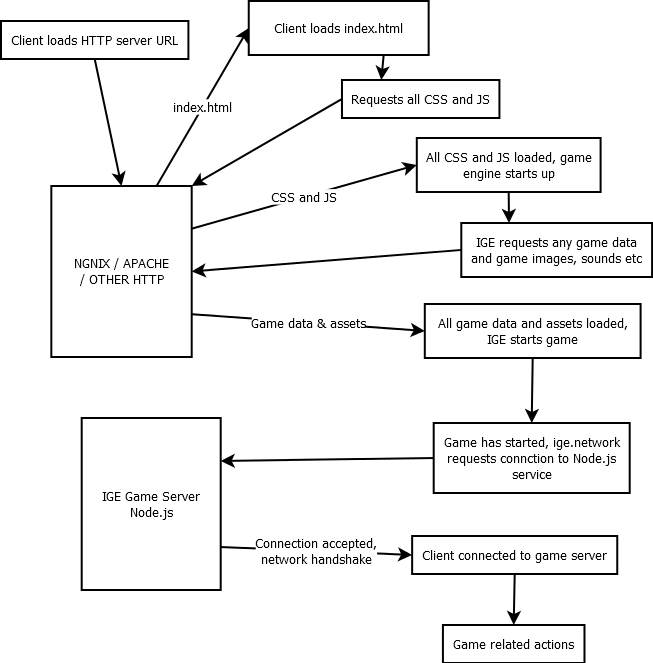 Client loads HTTP server URL
Client loads index.html
index.html
Requests all CSS and JS
All CSS and JS loaded, game
engine starts up
CSS and JS
NGNIX / APACHE
/ OTHER HTTP
IGE requests any game data
and game images, sounds etc
Game data & assets
All game data and assets loaded,
IGE starts game
Game has started, ige.network
requests connction to Node.js
service
IGE Game Server
Node.js
Connection accepted,
network handshake
Client connected to game server
Game related actions